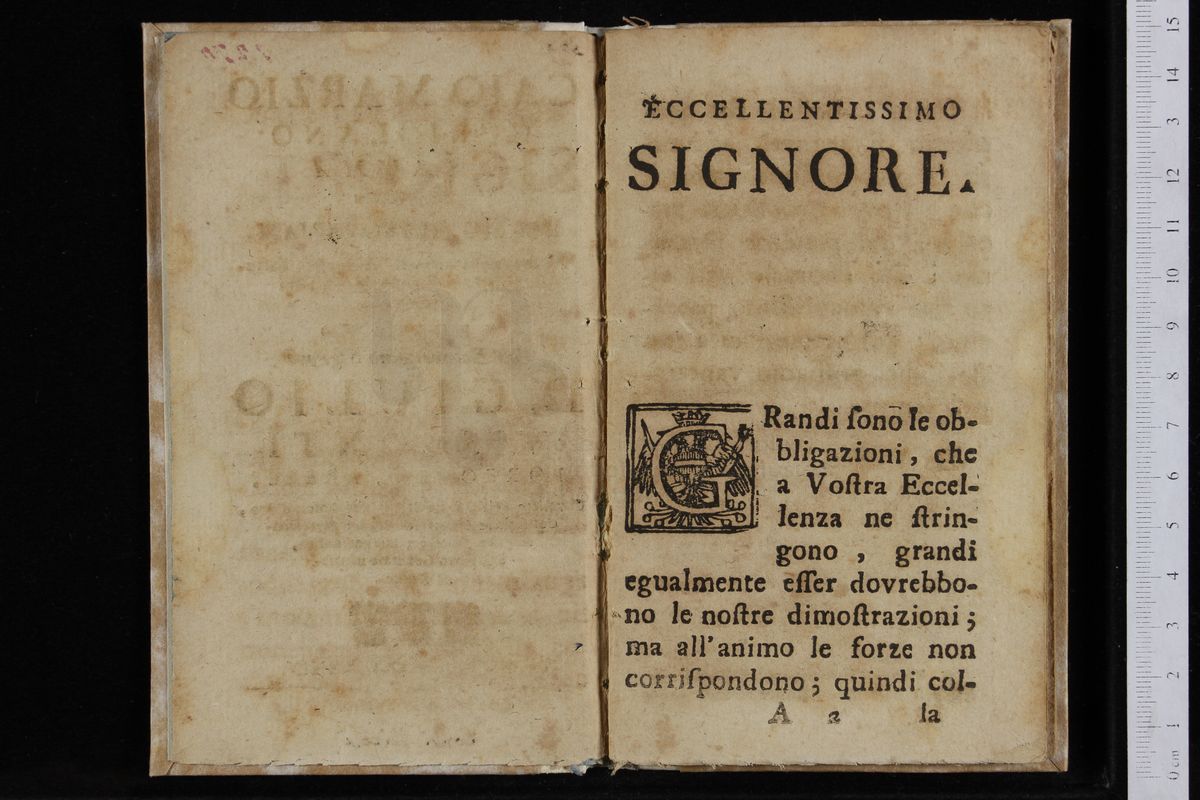 ECCELLENTISSIMO
SIGNORE.
GRandi ſono le ob-
bligazioni, che
a Voſtra Eccel-
lenza ne ſtrin-
gono, grandi
egualmente eſſer dovrebbo-
no le noſtre dimoſtrazioni;
ma all'animo le forze non
corriſpondono; quindi col-
A 2 la